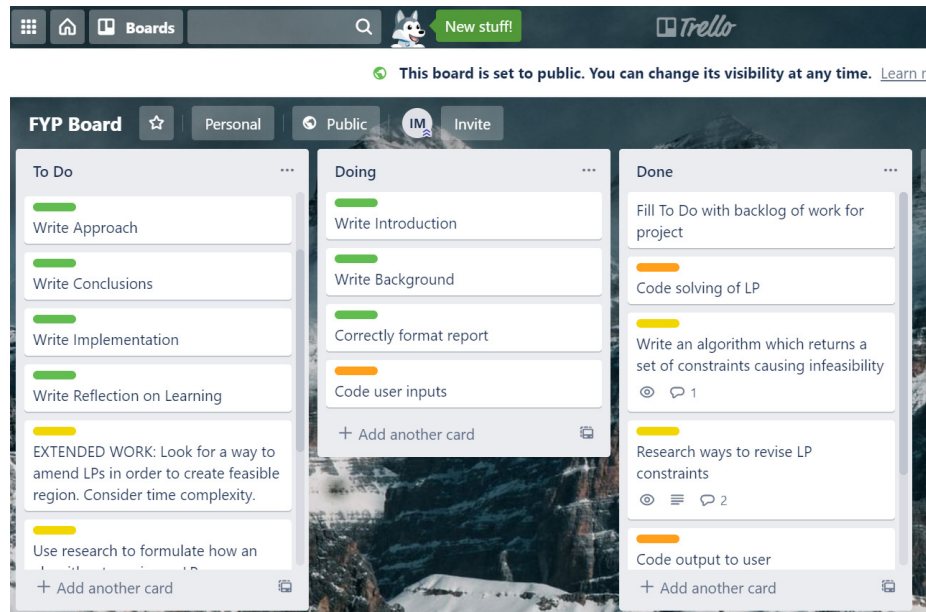 Boards
New stuff!
Trello
This board is set to public. You can change its visibility at any time. Learn
FYP Board
Personal
Public
IM
Invite
To Do
Write Approach
Write Conclusions
Write Implementation
Write Reflection on Learning
EXTENDED WORK: Look for a way to
amend LPs in order to create feasible
region. Consider time complexity.
Use research to formulate how an
+ Add another card
Doing
Write Introduction
Write Background
Correctly format report
Code user inputs
+ Add another card
Done
Fill To Do with backlog of work for
project
Code solving of LP
Write an algorithm which returns a
set of constraints causing infeasibility
1
Research ways to revise LP
constraints
2
Code output to user
+ Add another card